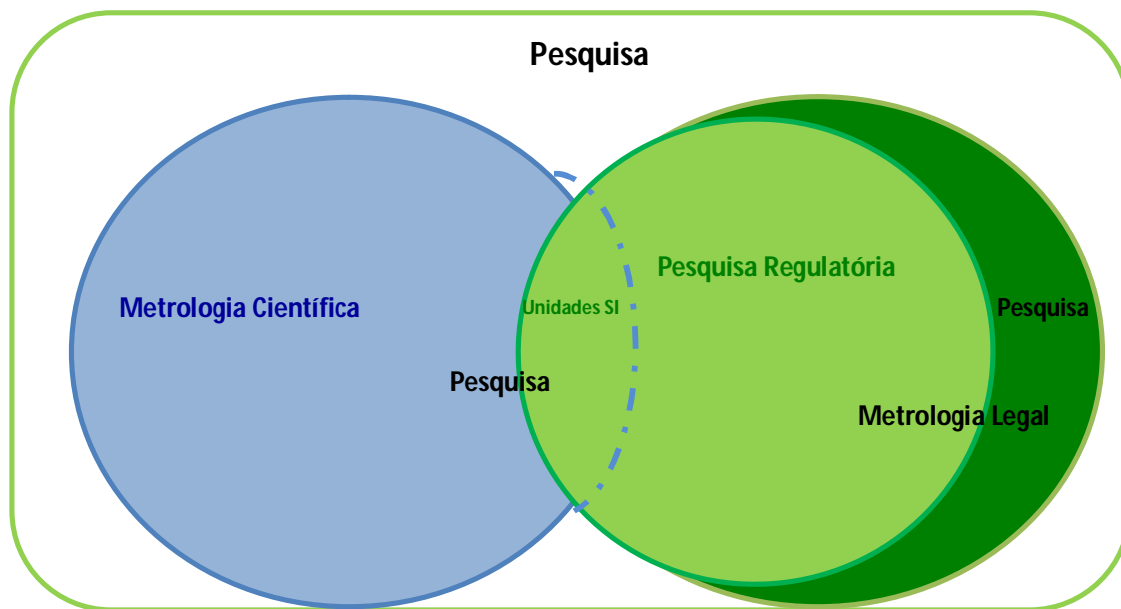 Pesquisa
Metrologia Científica
Unidades SI
Pesquisa Regulatória
Pesquisa
Pesquisa
Metrologia Legal